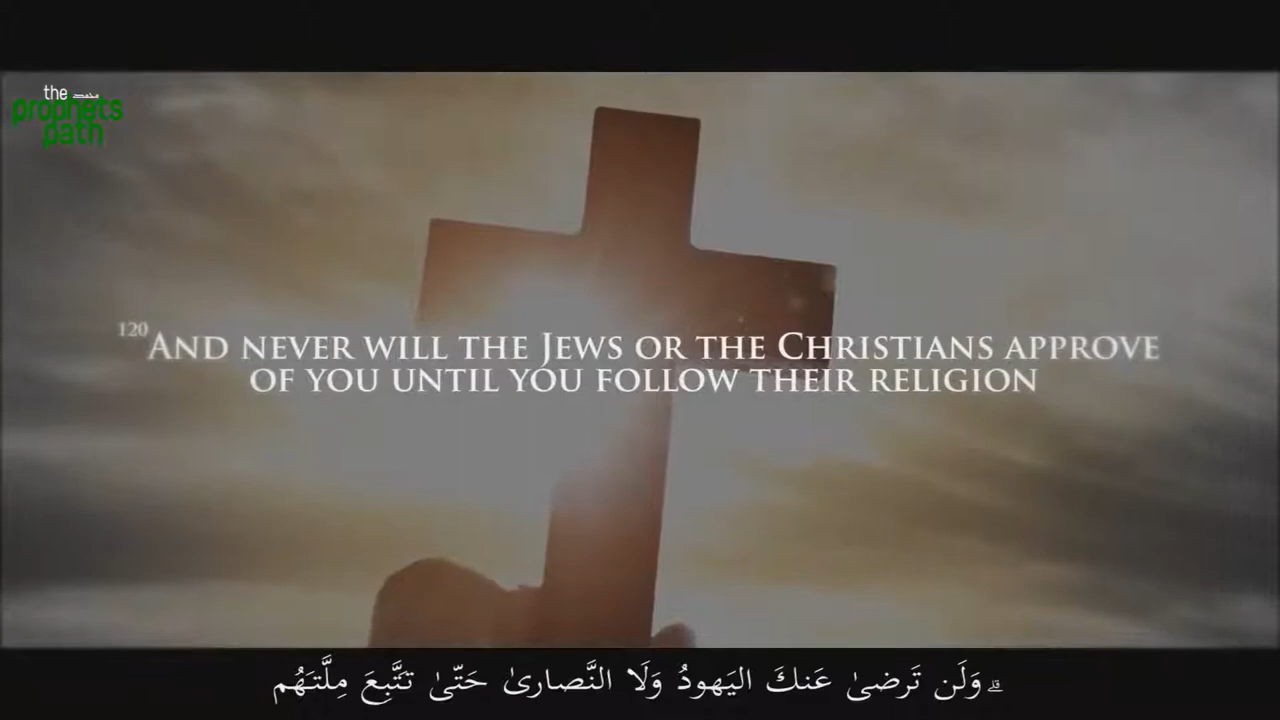 the
prophets
path
120 AND NEVER WILL THE JEWS OR THE CHRISTIANS APPROVE
OF YOU UNTIL YOU FOLLOW THEIR RELIGION
وَلَن تَرضىٰ عَنكَ اليَهودُ وَلَا النَّصارىٰ حَتّىٰ تَتَّبِعَ مِلَّتَهُم ۗ